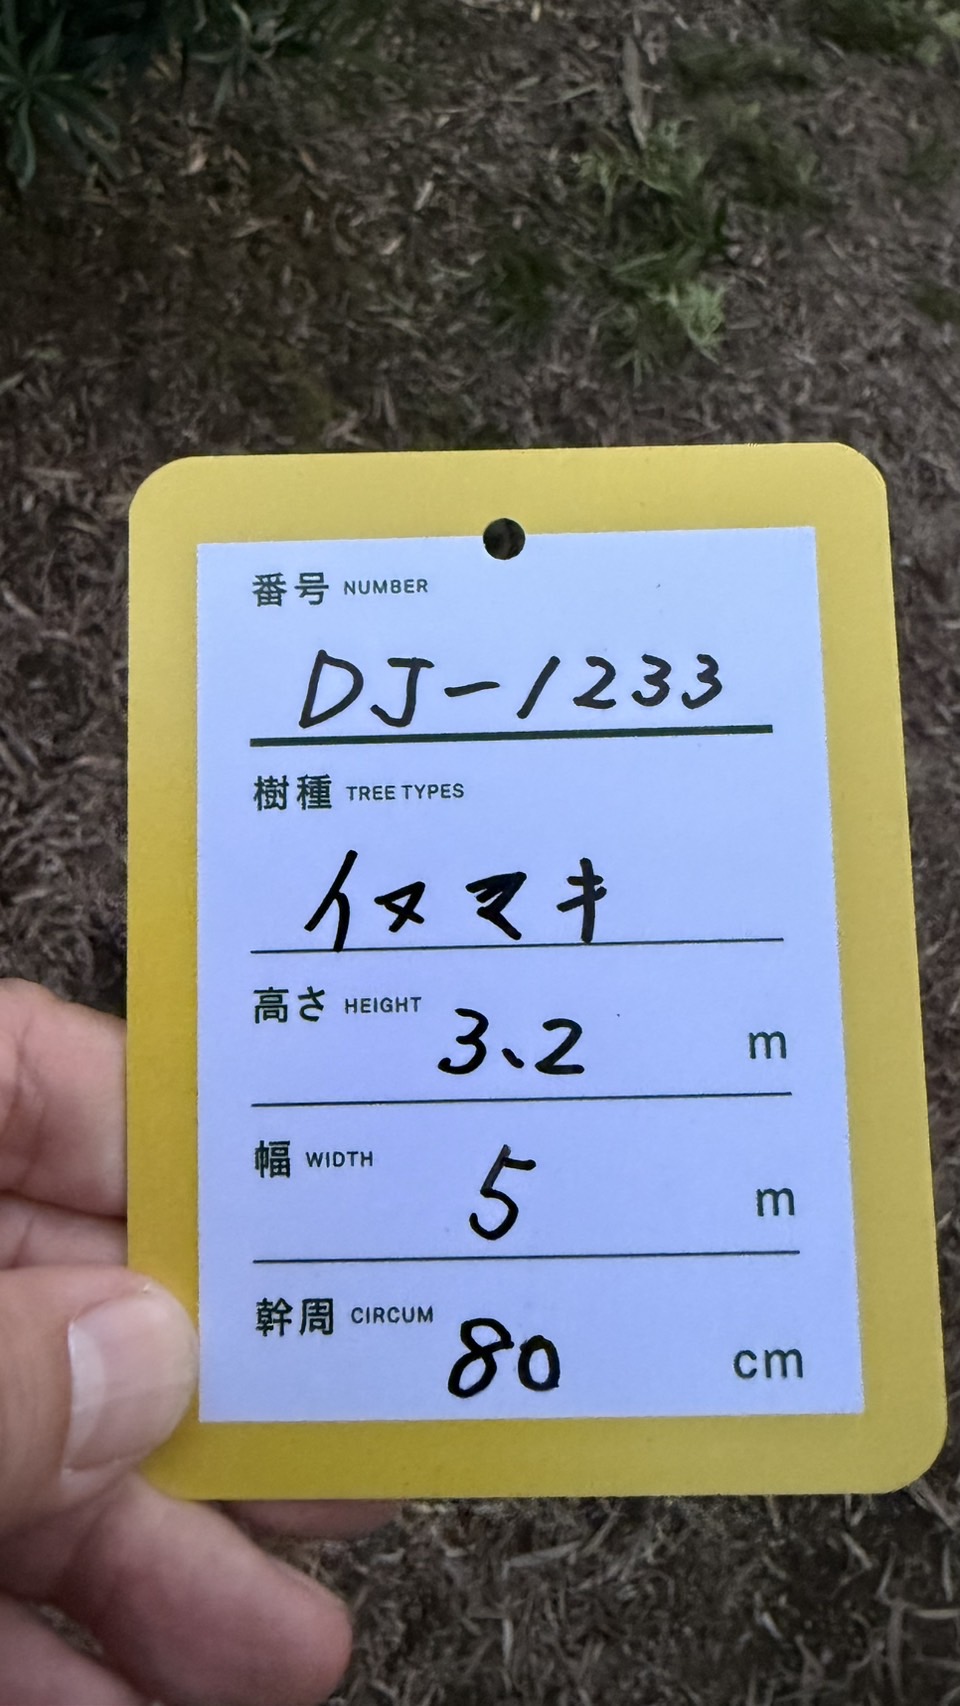 番号 NUMBER
DJ-1233
樹種 TREE TYPES
イヌマキ
高さ HEIGHT 3.2 m
幅 WIDTH 5 m
幹周 CIRCUM 80 cm